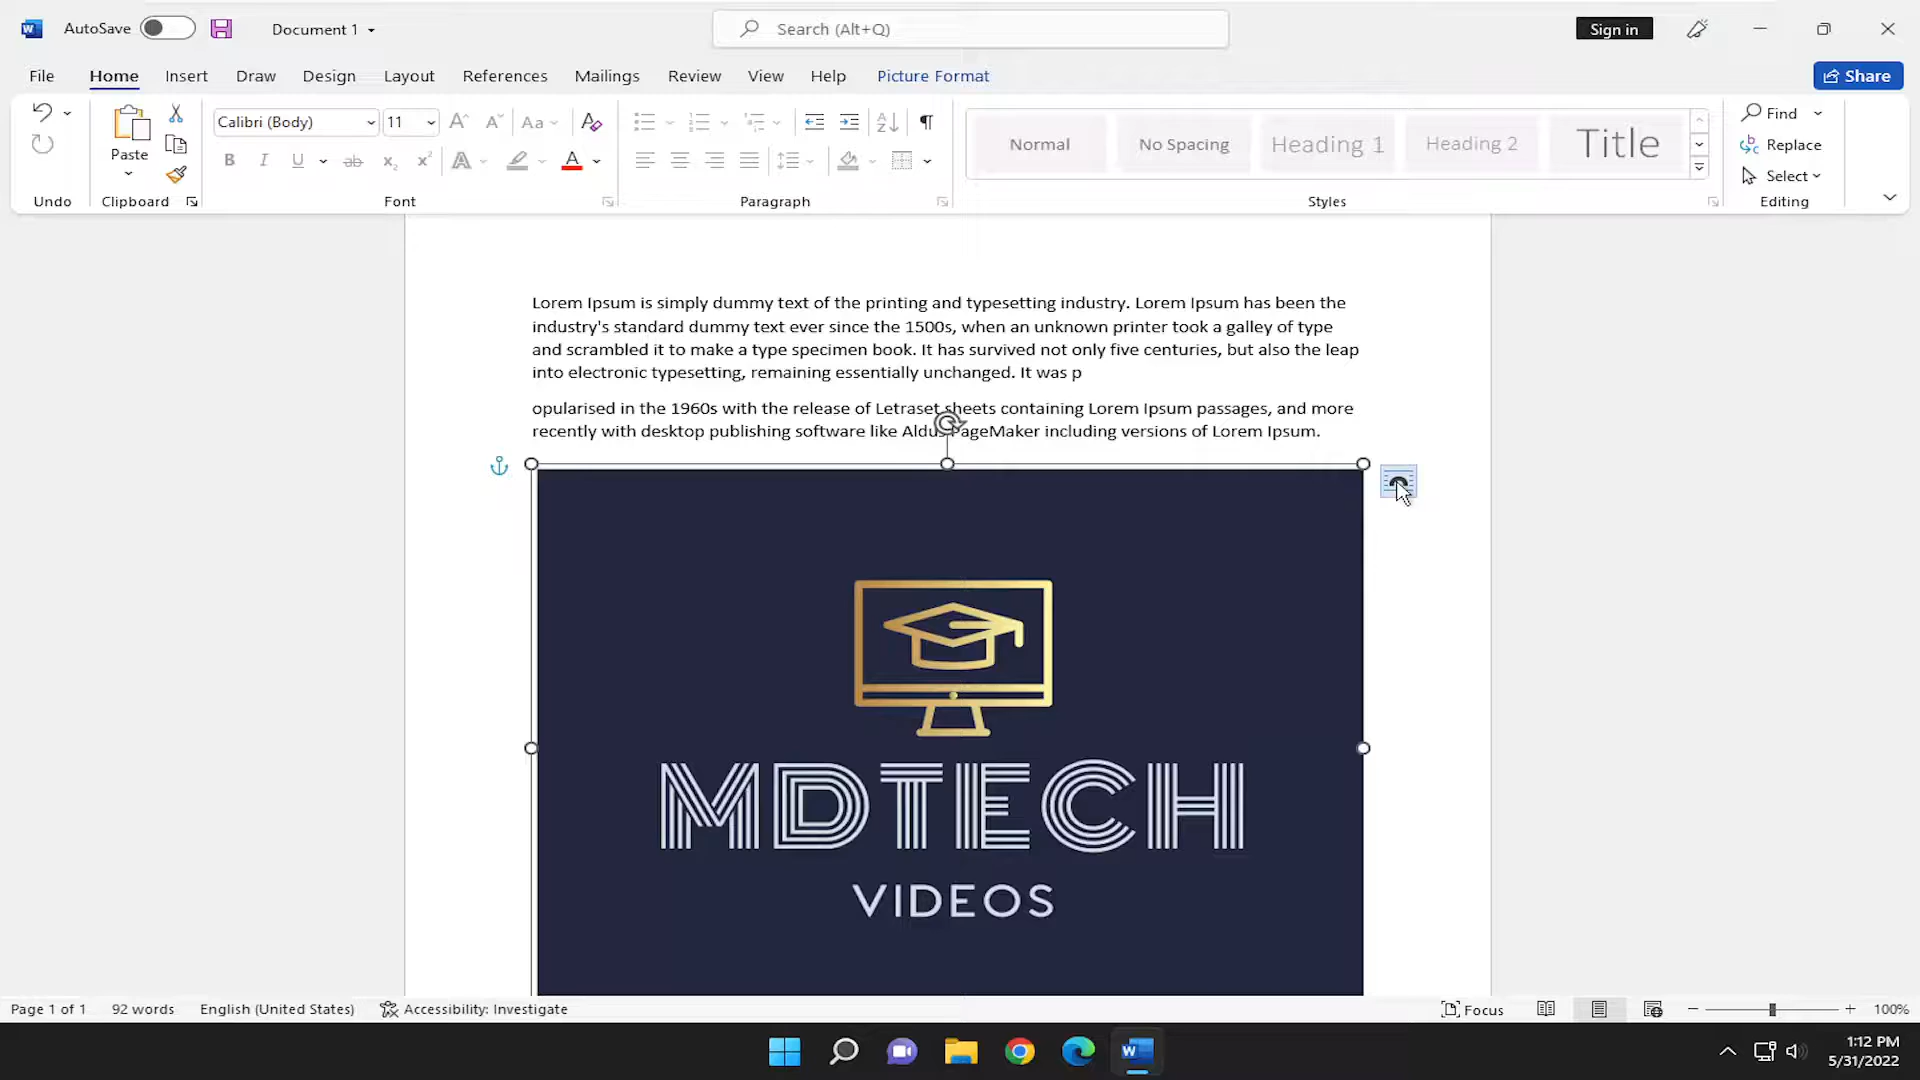 AutoSave Document 1 Search (Alt+Q) Sign in
File Home Insert Draw Design Layout References Mailings Review View Help Picture Format Share
Paste Calibri (Body) 11 Aa Normal No Spacing Heading 1 Heading 2 Title Find
Replace
Select
Undo Clipboard Font Paragraph Styles Editing
Lorem Ipsum is simply dummy text of the printing and typesetting industry. Lorem Ipsum has been the
industry's standard dummy text ever since the 1500s, when an unknown printer took a galley of type
and scrambled it to make a type specimen book. It has survived not only five centuries, but also the leap
into electronic typesetting, remaining essentially unchanged. It was p
opularised in the 1960s with the release of Letraset sheets containing Lorem Ipsum passages, and more
recently with desktop publishing software like Aldus PageMaker including versions of Lorem Ipsum.
MDTECH
VIDEOS
Page 1 of 1 92 words English (United States) Accessibility: Investigate Focus 100%
1:12 PM
5/31/2022